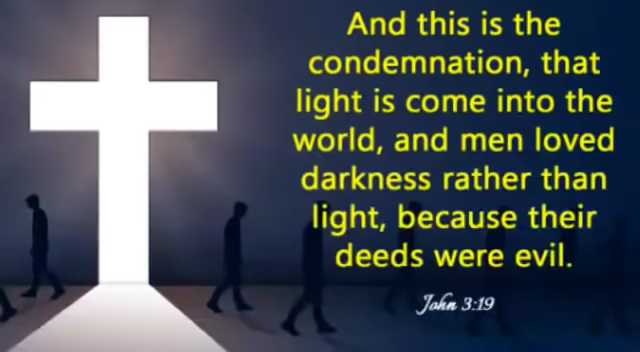 And this is the
condemnation, that
light is come into the
world, and men loved
darkness rather than
light, because their
deeds were evil.
John 3:19